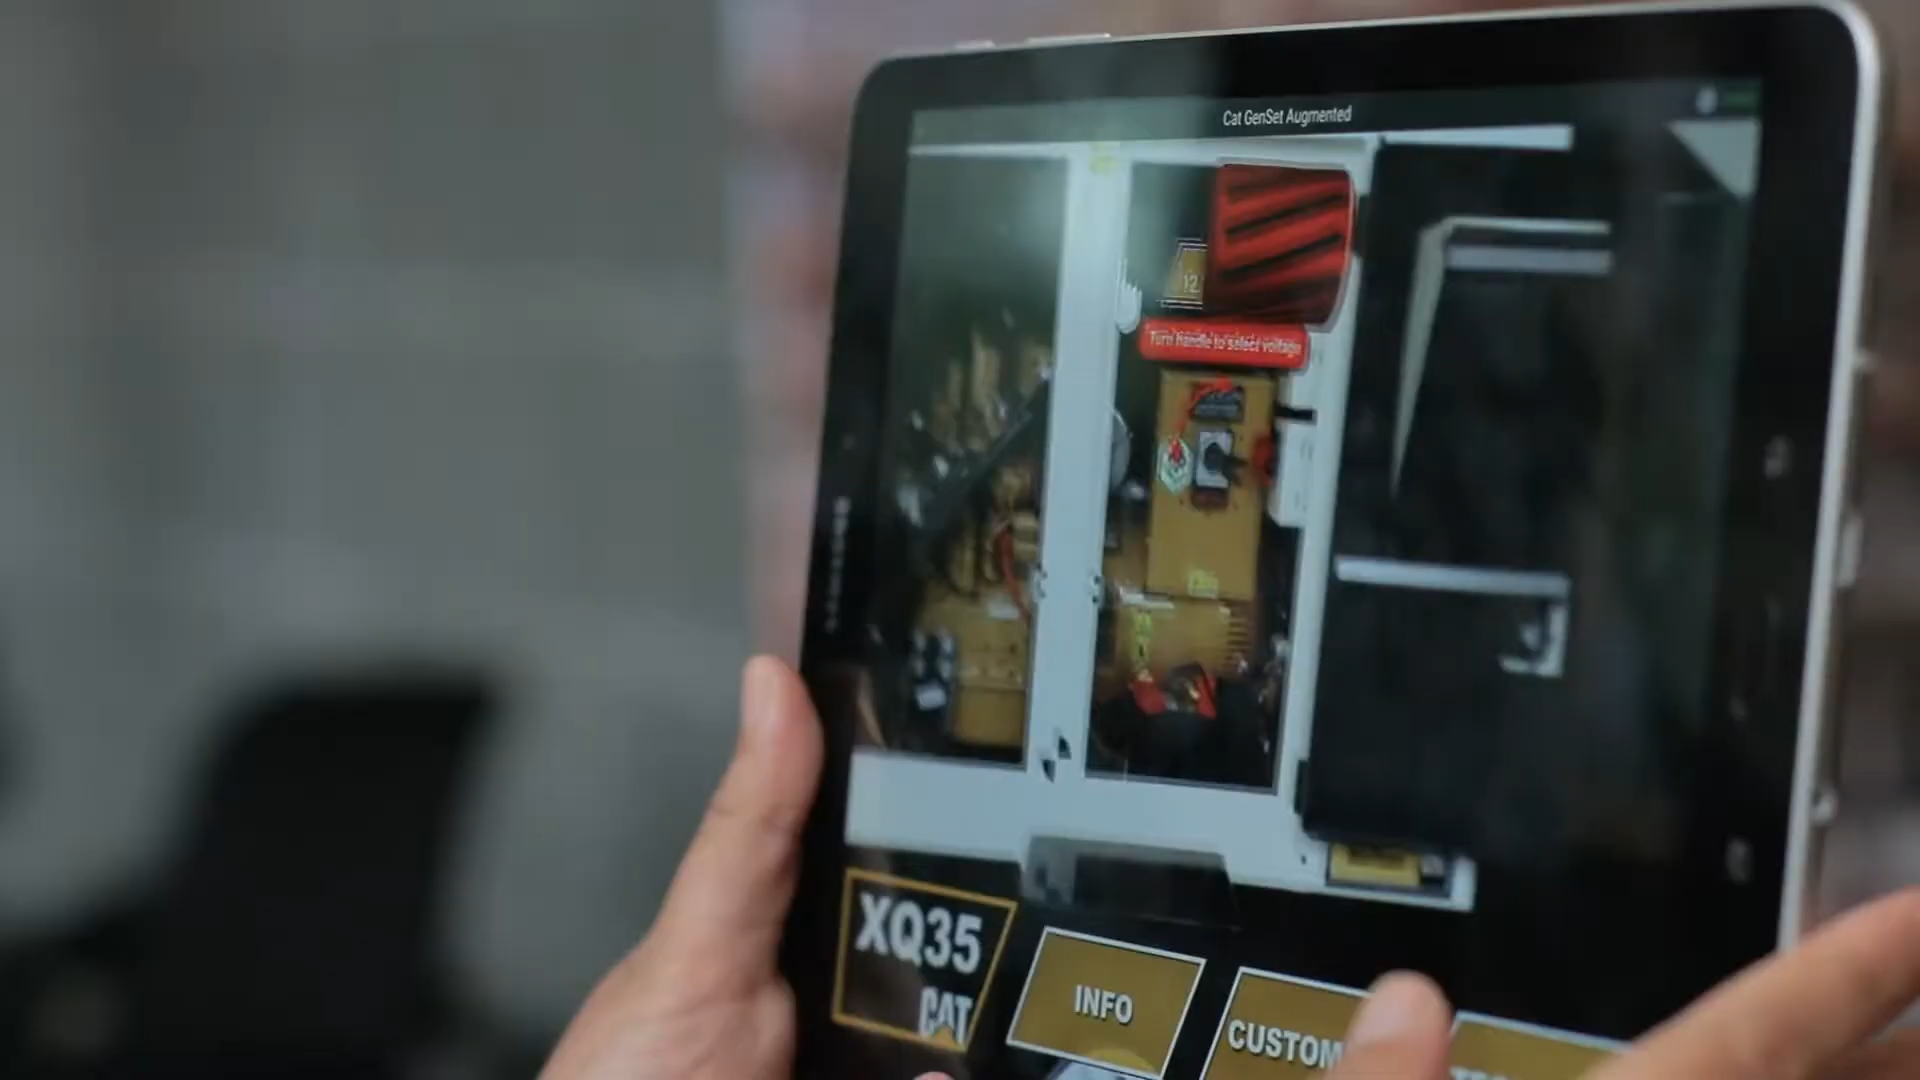 Cat GenSet Augmented
12
Turn handle to select voltage
XQ35
CAT
INFO
CUSTOM